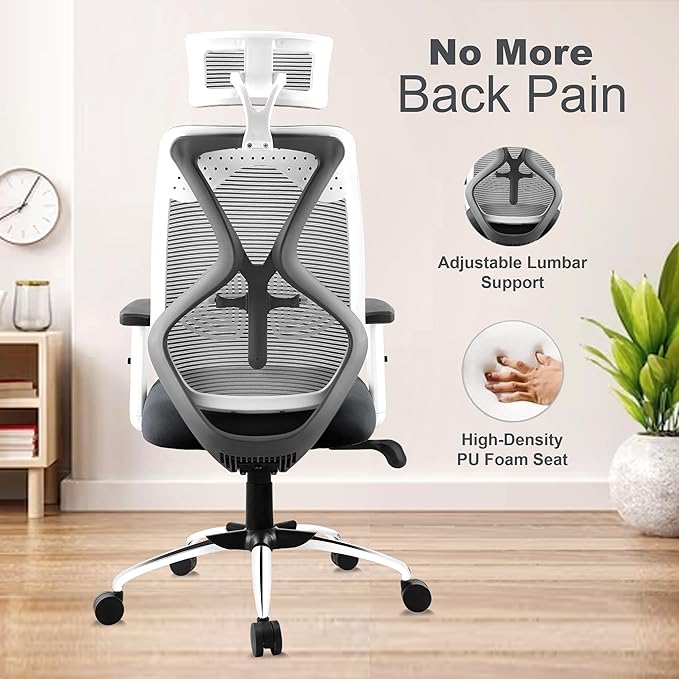 No More
Back Pain
Adjustable Lumbar
Support
High-Density
PU Foam Seat